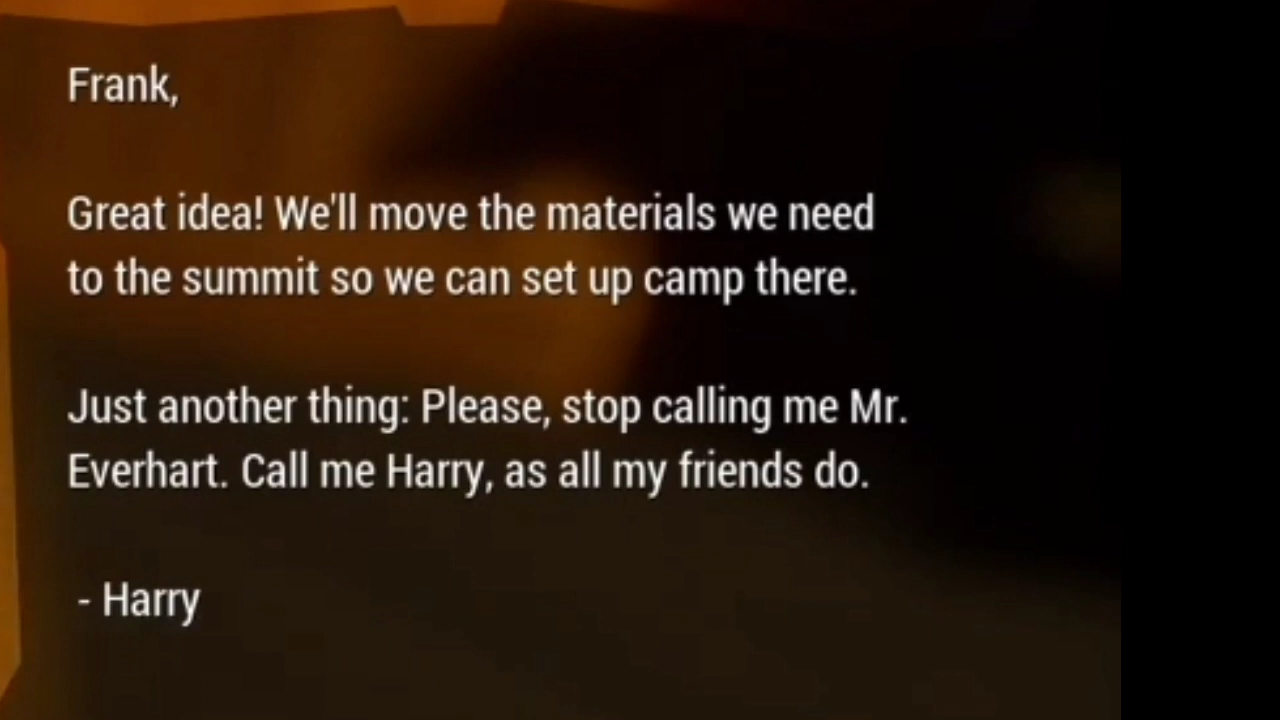 Frank,
Great idea! We'll move the materials we need
to the summit so we can set up camp there.
Just another thing: Please, stop calling me Mr.
Everhart. Call me Harry, as all my friends do.
- Harry